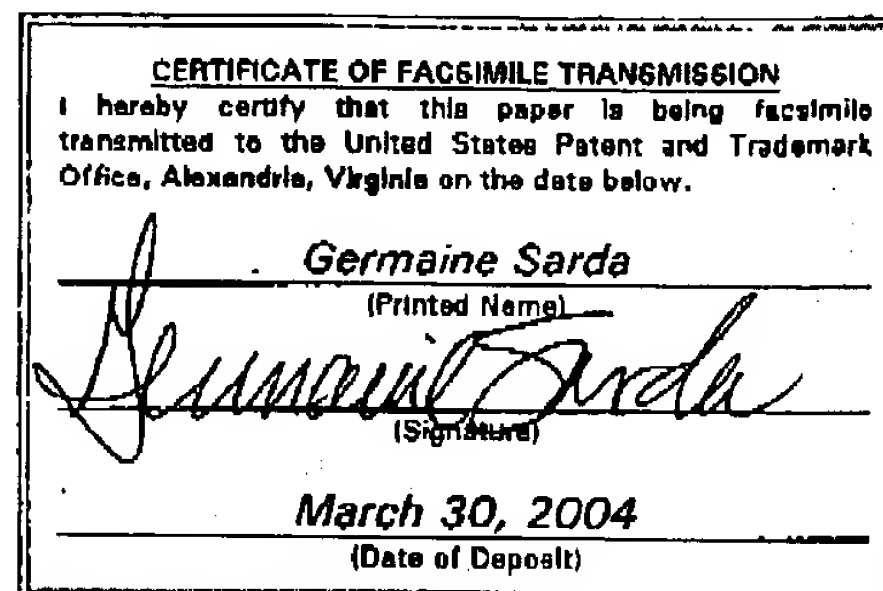 CERTIFICATE OF FACSIMILE TRANSMISSION
I hereby certify that this paper is being facsimile
transmitted to the United States Patent and Trademark
Office, Alexandria, Virginia on the date below.
Germaine Sarda
(Printed Name)
Germaine Sarda
(Signature)
March 30, 2004
(Date of Deposit)